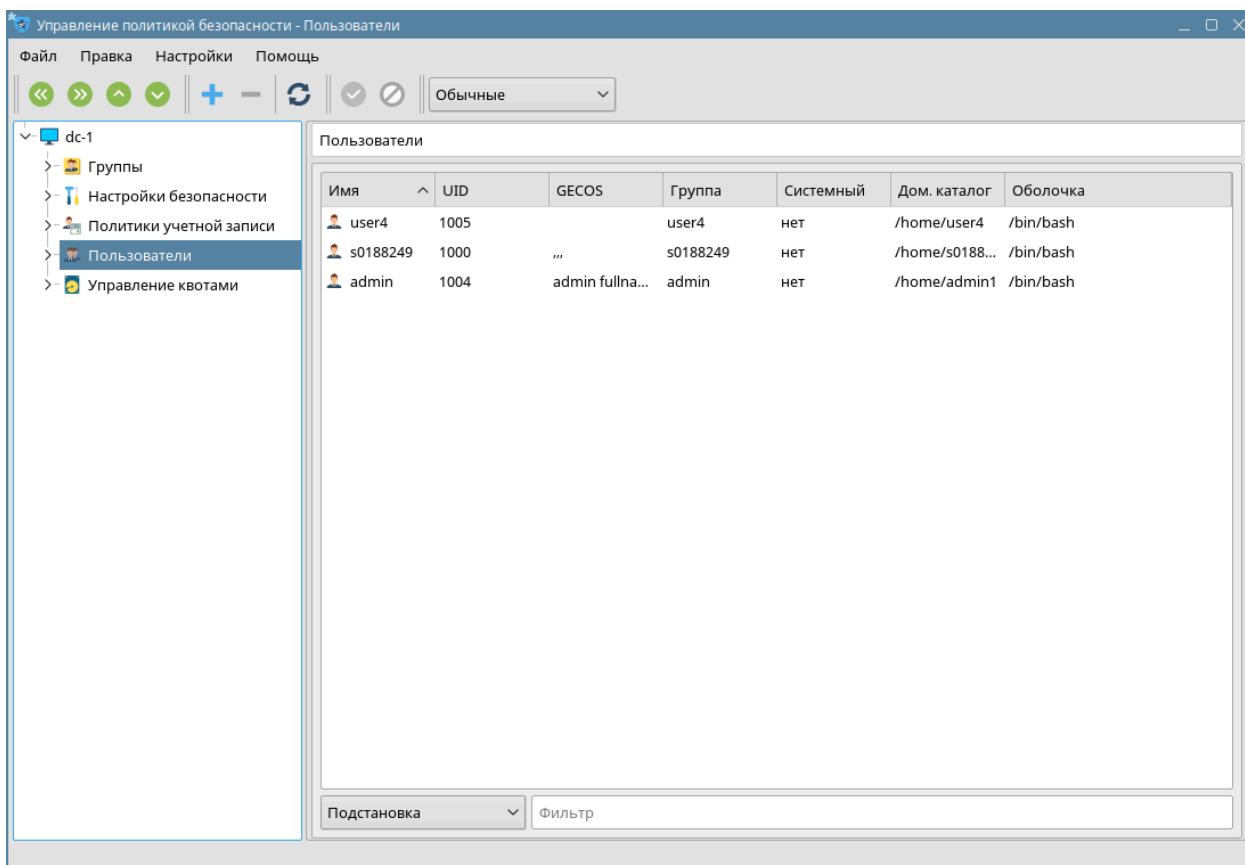 Управление политикой безопасности - Пользователи
Файл Правка Настройки Помощь
Обычные
dc-1
Группы
Настройки безопасности
Политики учетной записи
Пользователи
Управление квотами
Пользователи
Имя UID GECOS Группа Системный Дом. каталог Оболочка
user4 1005 user4 нет /home/user4 /bin/bash
s0188249 1000 ,,, s0188249 нет /home/s0188... /bin/bash
admin 1004 admin fullna... admin нет /home/admin1 /bin/bash
Подстановка Фильтр